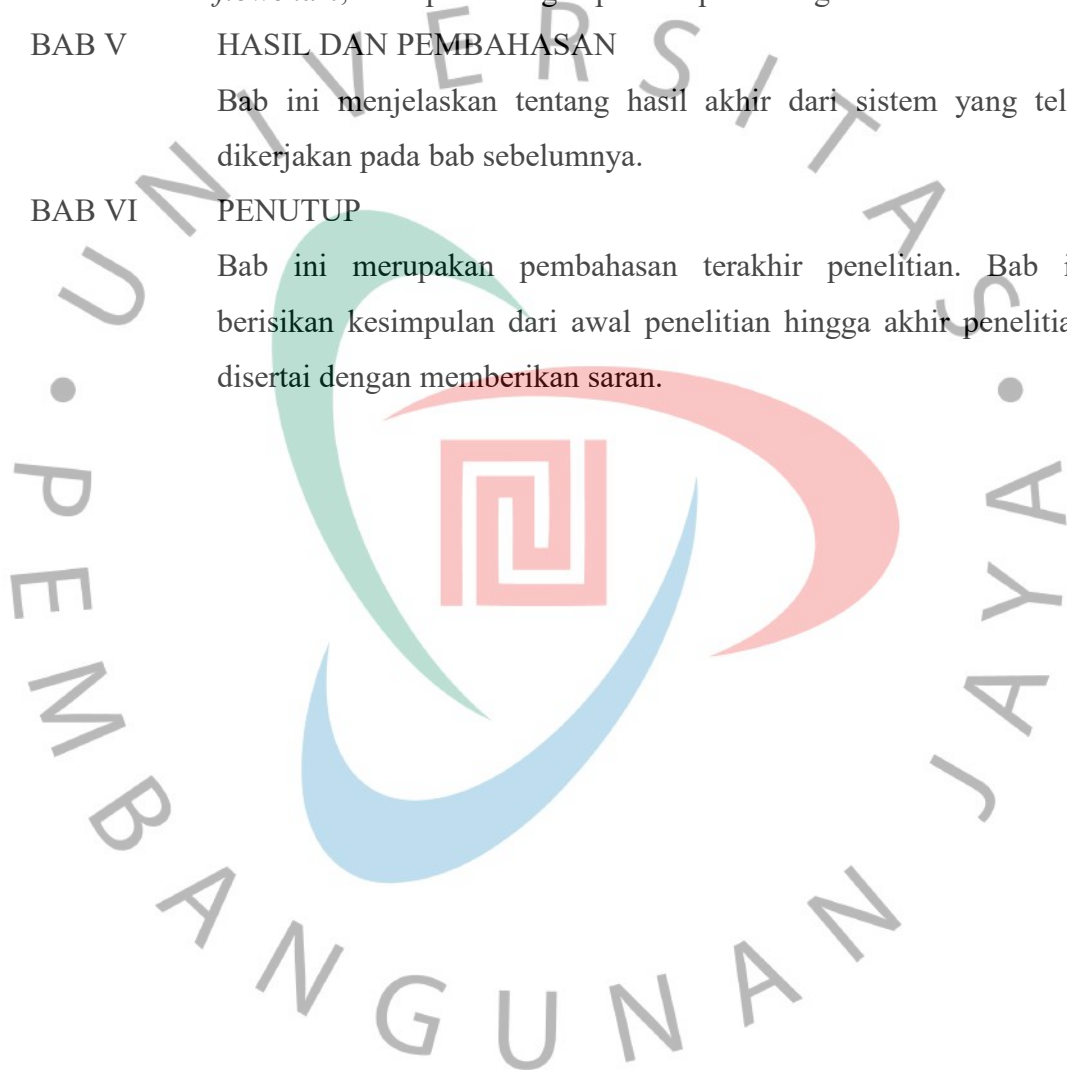 BAB V HASIL DAN PEMBAHASAN
Bab ini menjelaskan tentang hasil akhir dari sistem yang tel
dikerjakan pada bab sebelumnya.
BAB VI PENUTUP
Bab ini merupakan pembahasan terakhir penelitian. Bab i
berisikan kesimpulan dari awal penelitian hingga akhir penelitia
disertai dengan memberikan saran.
UNIVERSITAS • PEMBANGUNAN JAYA •